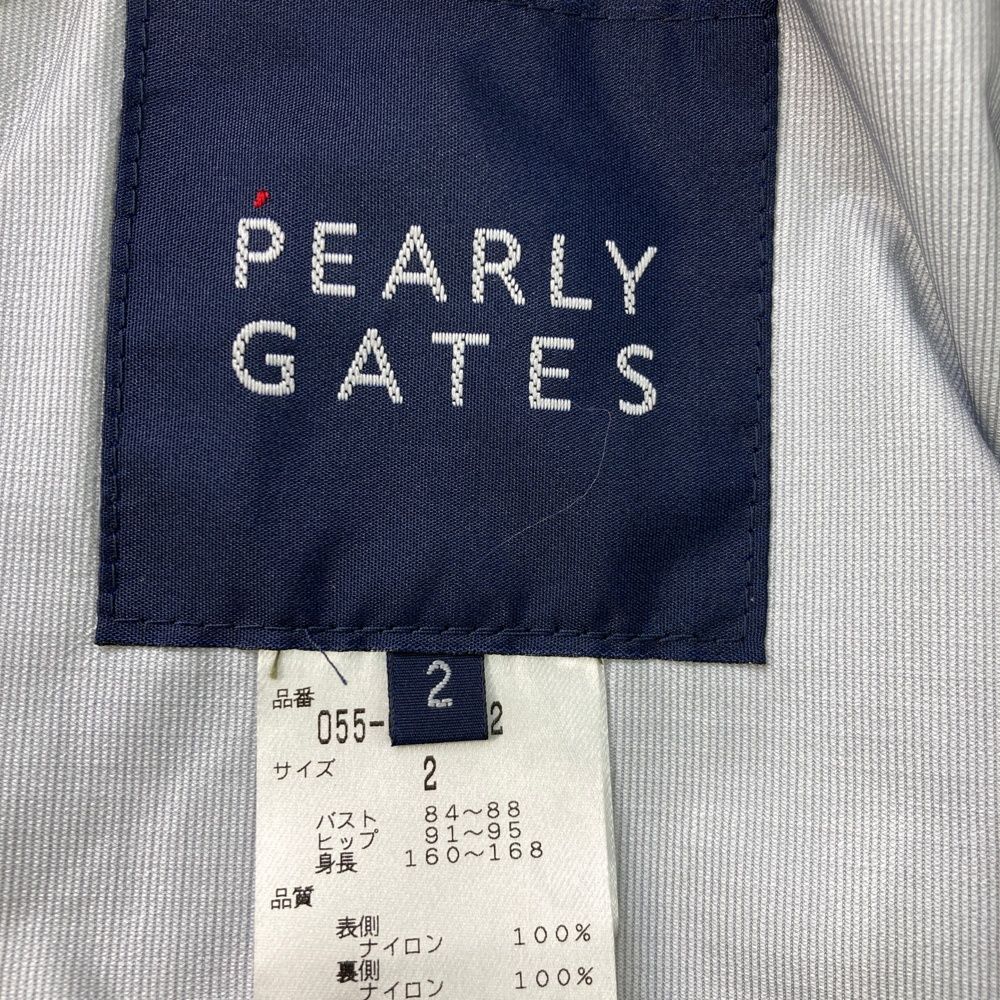 PEARLY
GATES
2
品番
055- 2
サイズ 2
バスト 84〜88
ヒップ 91〜95
身長 160〜168
品質
表側
ナイロン 100%
裏側
ナイロン 100%